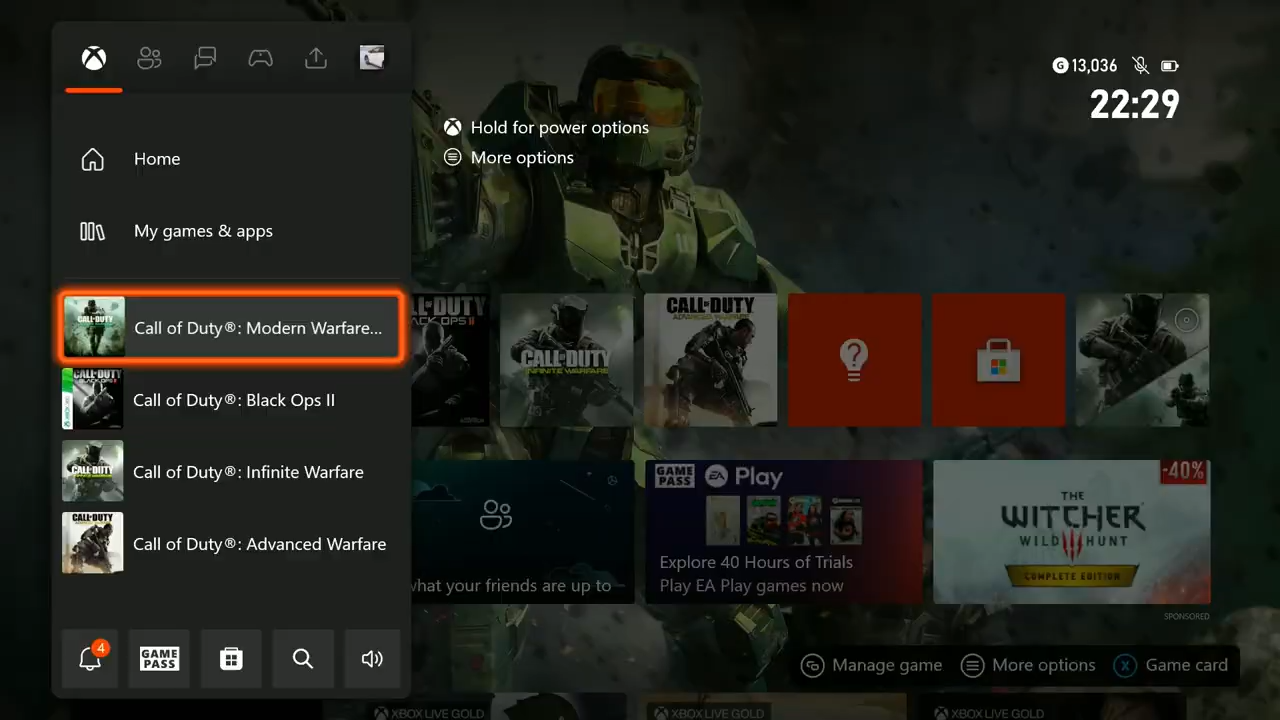 G 13,036
22:29
Hold for power options
More options
Home
My games & apps
Call of Duty®: Modern Warfare...
Call of Duty®: Black Ops II
Call of Duty®: Infinite Warfare
Call of Duty®: Advanced Warfare
CALL OF DUTY
INFINITE WARFARE
CALL OF DUTY
ADVANCED WARFARE
what your friends are up to
GAME PASS
EA Play
Explore 40 Hours of Trials
Play EA Play games now
-40%
THE
WITCHER
WILD HUNT
COMPLETE EDITION
SPONSORED
4
GAME PASS
Manage game
More options
X Game card
XBOX LIVE GOLD
XBOX LIVE GOLD
XBOX LIVE GOLD